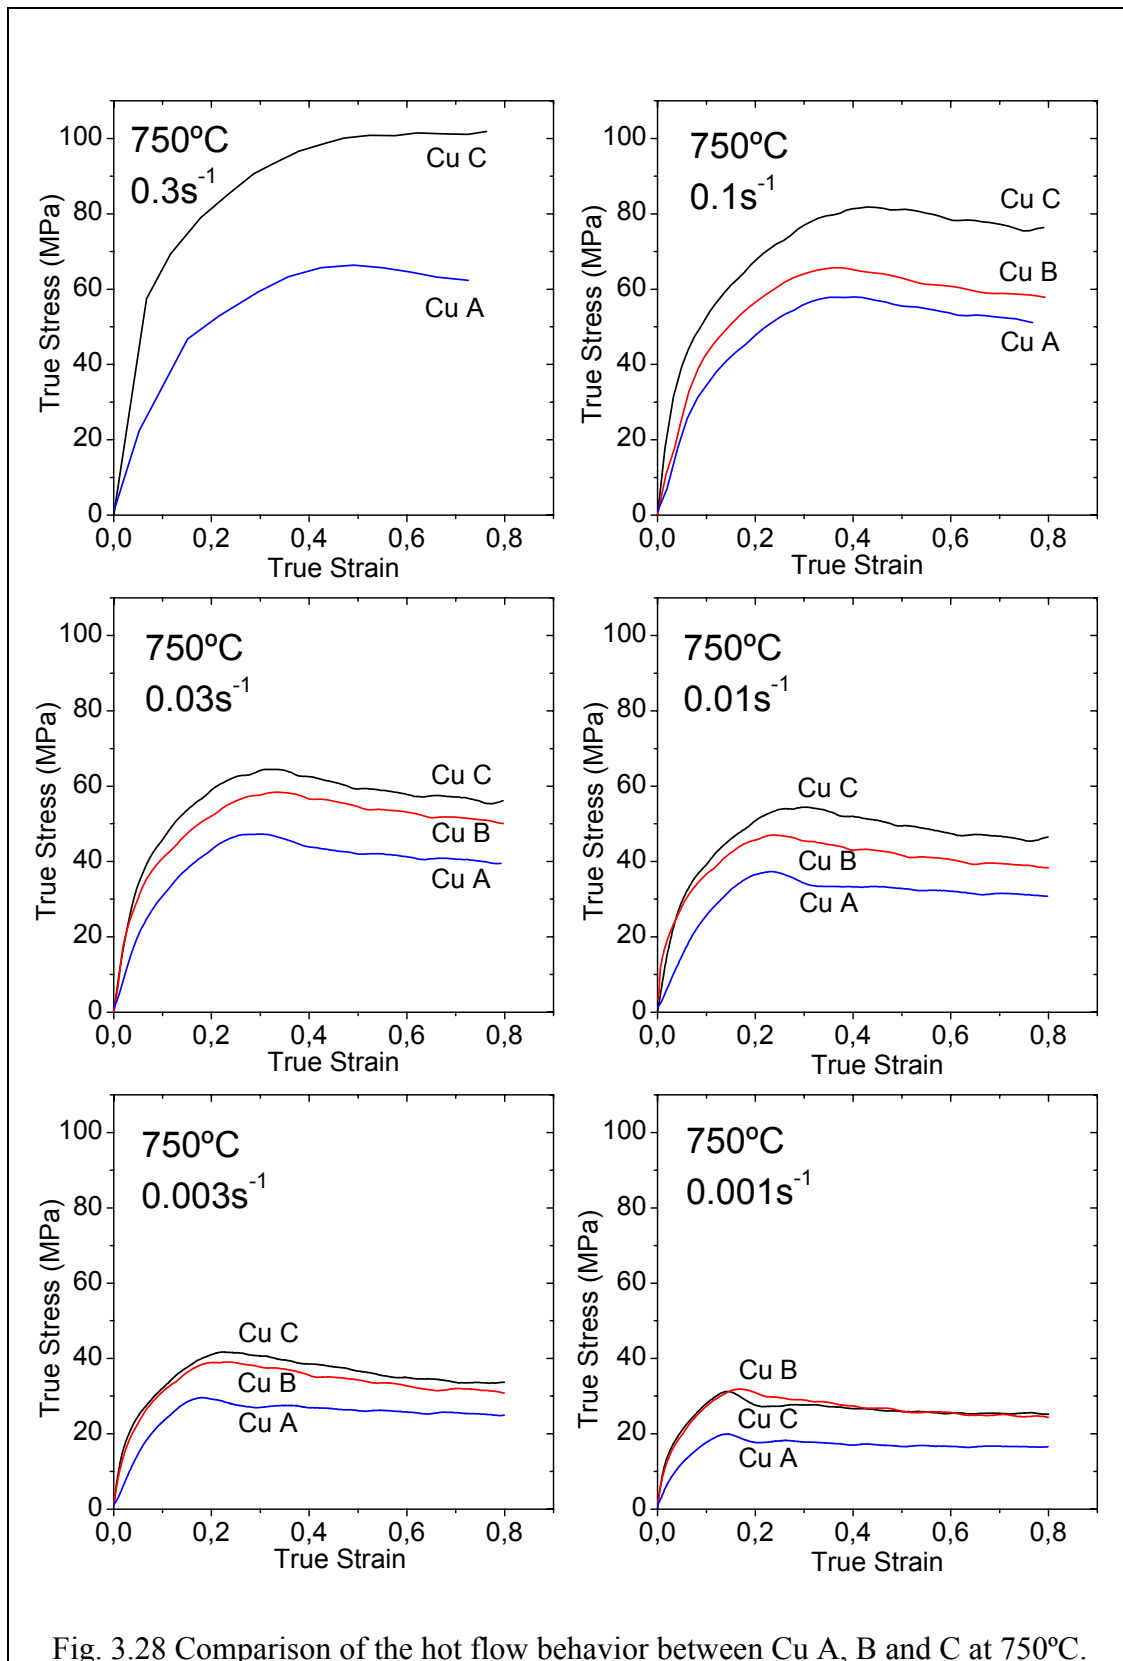 750ºC
0.3s-1
Cu C
Cu A
True Stress (MPa)
100
80
60
40
20
0
0,0 0,2 0,4 0,6 0,8
True Strain
750ºC
0.1s-1
Cu C
Cu B
Cu A
True Stress (MPa)
100
80
60
40
20
0
0,0 0,2 0,4 0,6 0,8
True Strain
750ºC
0.03s-1
Cu C
Cu B
Cu A
True Stress (MPa)
100
80
60
40
20
0
0,0 0,2 0,4 0,6 0,8
True Strain
750ºC
0.01s-1
Cu C
Cu B
Cu A
True Stress (MPa)
100
80
60
40
20
0
0,0 0,2 0,4 0,6 0,8
True Strain
750ºC
0.003s-1
Cu C
Cu B
Cu A
True Stress (MPa)
100
80
60
40
20
0
0,0 0,2 0,4 0,6 0,8
True Strain
750ºC
0.001s-1
Cu B
Cu C
Cu A
True Stress (MPa)
100
80
60
40
20
0
0,0 0,2 0,4 0,6 0,8
True Strain
Fig. 3.28 Comparison of the hot flow behavior between Cu A, B and C at 750ºC.